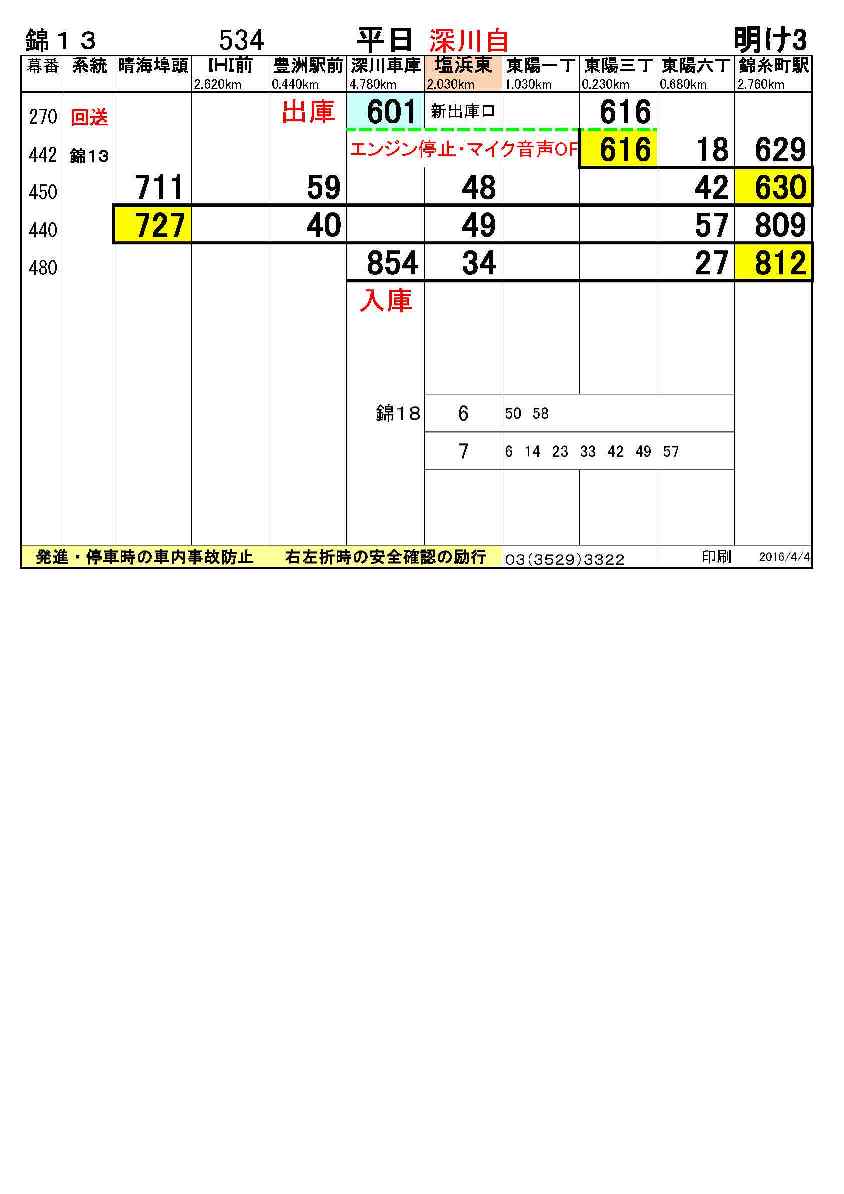 錦１３ 534 平日 深川自 明け3
幕番 系統 晴海埠頭 IHI前 豊洲駅前 深川車庫 塩浜東 東陽一丁 東陽三丁 東陽六丁 錦糸町駅
2.620km 0.440km 4.780km 2.030km 1.030km 0.230km 0.680km 2.760km
270 回送 出庫 601 新出庫口 616
442 錦13 エンジン停止・マイク音声OF 616 18 629
450 711 59 48 42 630
440 727 40 49 57 809
480 854 34 27 812
入庫
錦18 6 50 58
7 6 14 23 33 42 49 57
発進・停車時の車内事故防止 右左折時の安全確認の励行 03(3529)3322 印刷 2016/4/4